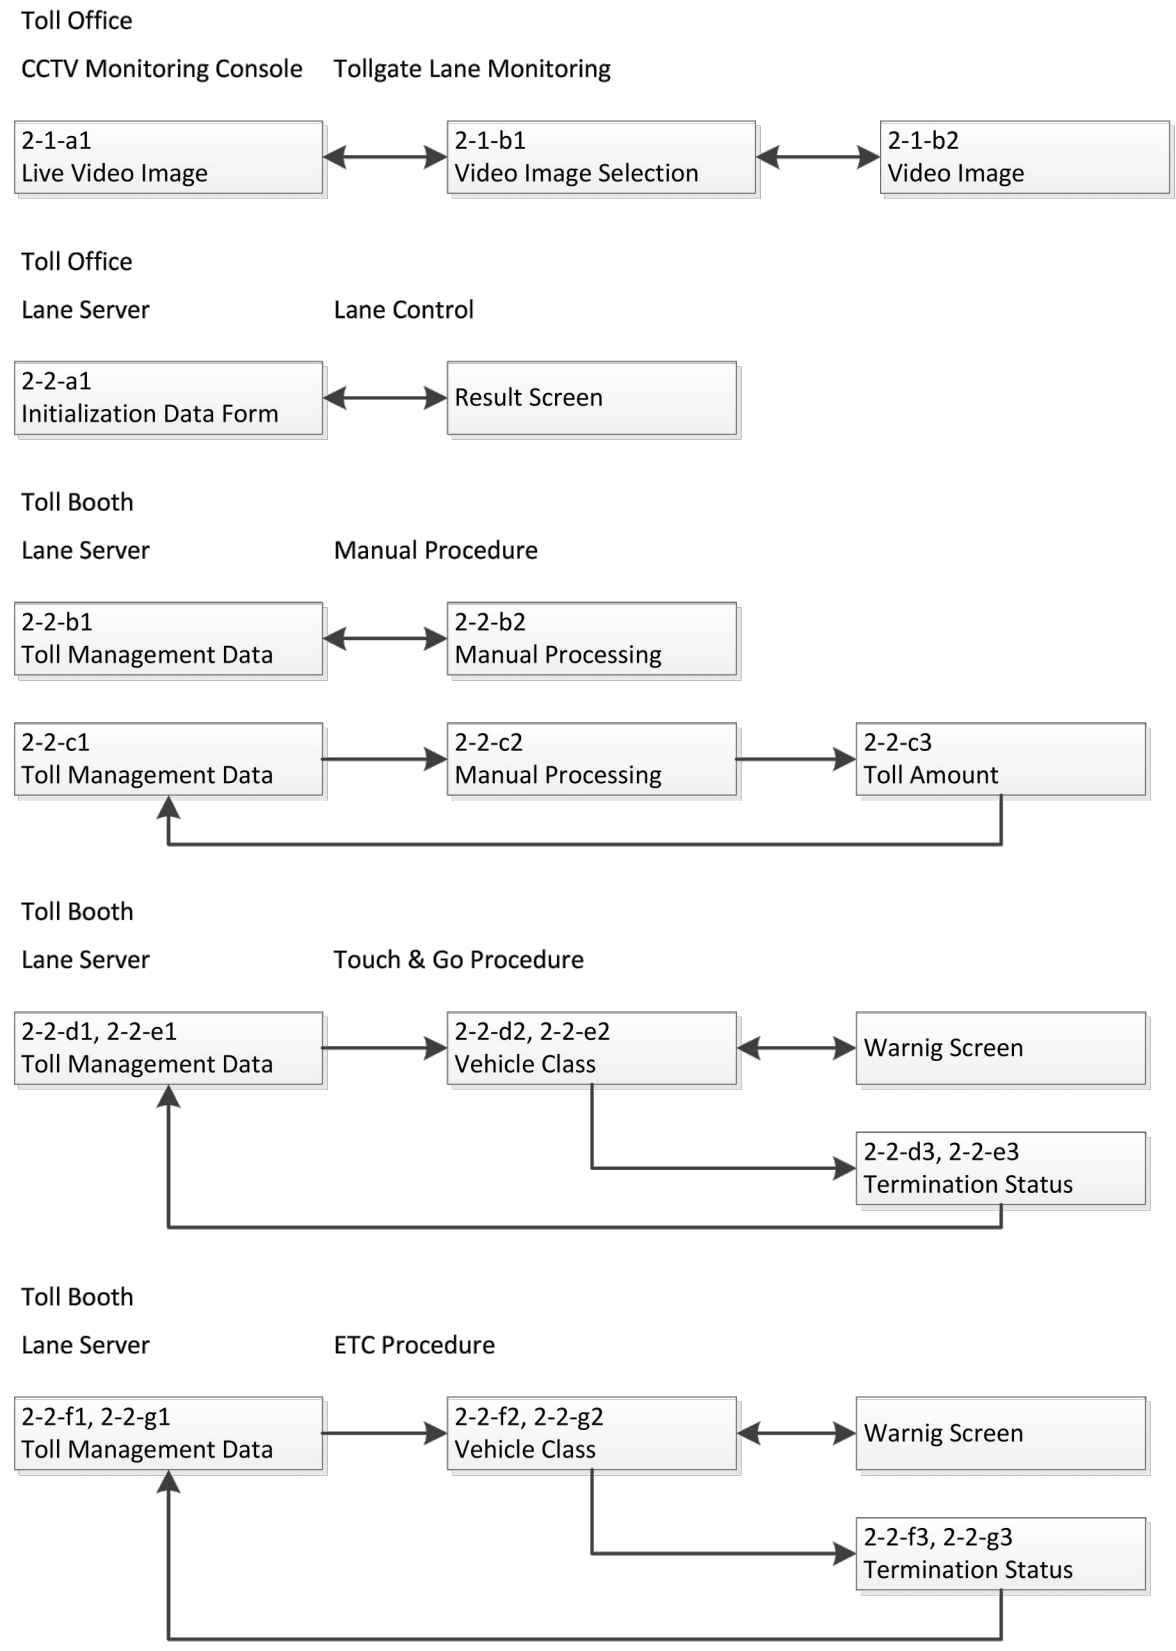 Toll Office
CCTV Monitoring Console Tollgate Lane Monitoring
2-1-a1
Live Video Image
2-1-b1
Video Image Selection
2-1-b2
Video Image
Toll Office
Lane Server Lane Control
2-2-a1
Initialization Data Form
Result Screen
Toll Booth
Lane Server Manual Procedure
2-2-b1
Toll Management Data
2-2-b2
Manual Processing
2-2-c1
Toll Management Data
2-2-c2
Manual Processing
2-2-c3
Toll Amount
Toll Booth
Lane Server Touch & Go Procedure
2-2-d1, 2-2-e1
Toll Management Data
2-2-d2, 2-2-e2
Vehicle Class
Warnig Screen
2-2-d3, 2-2-e3
Termination Status
Toll Booth
Lane Server ETC Procedure
2-2-f1, 2-2-g1
Toll Management Data
2-2-f2, 2-2-g2
Vehicle Class
Warnig Screen
2-2-f3, 2-2-g3
Termination Status